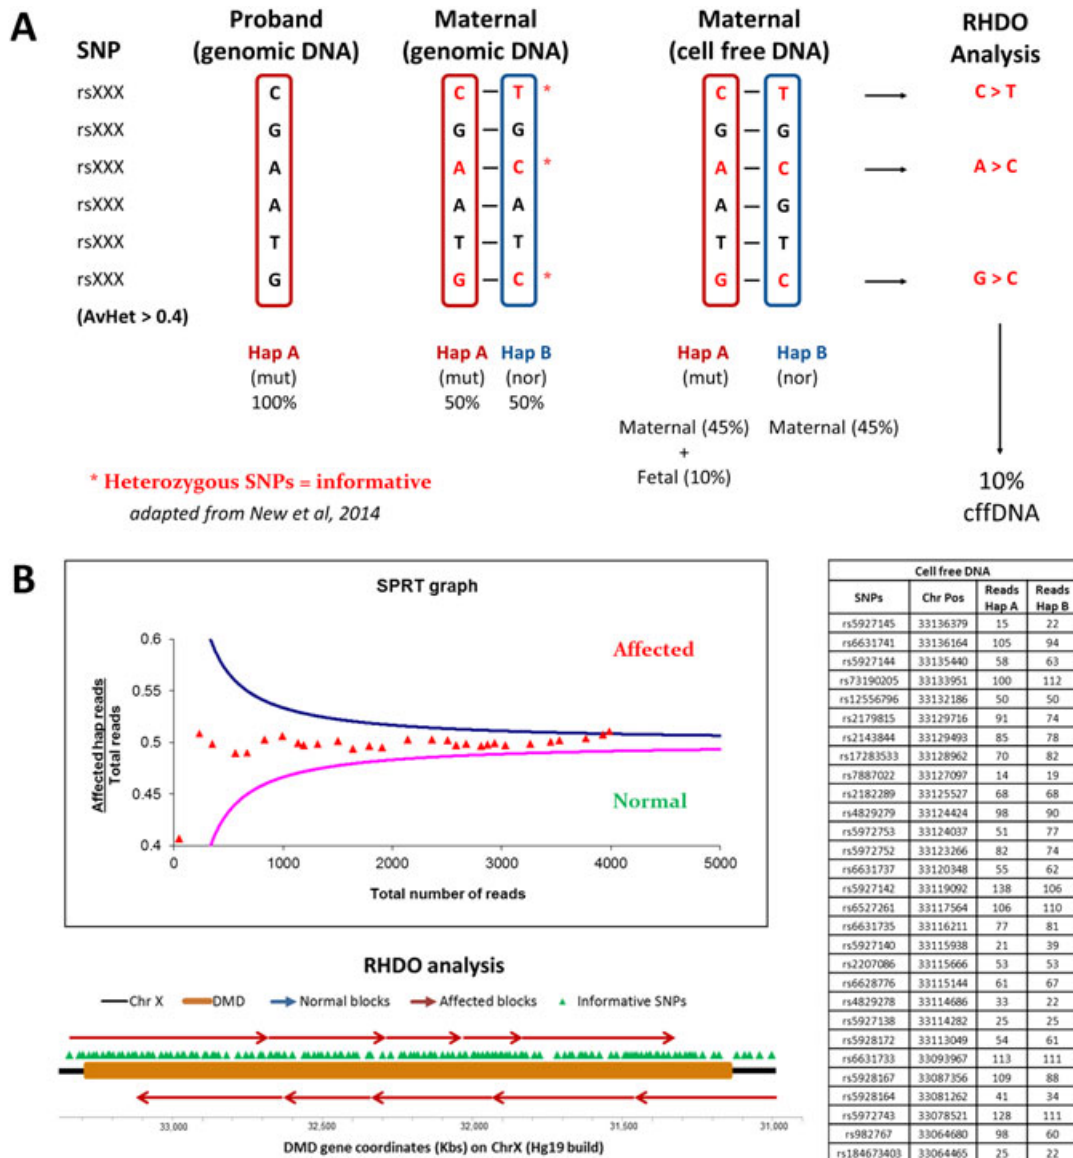 A
SNP
Proband
(genomic DNA)
Maternal
(genomic DNA)
Maternal
(cell free DNA)
RHDO
Analysis
rsXXX C C – T * C – T C > T
rsXXX G G – G G – G
rsXXX A A – C * A – C A > C
rsXXX A A – A A – G
rsXXX T T – T T – T
rsXXX G G – C * G – C G > C
(AvHet > 0.4)
Hap A Hap A Hap B Hap A Hap B
(mut) (mut) (nor) (mut) (nor)
100% 50% 50%
Maternal (45%) Maternal (45%)
+
Fetal (10%)
10%
cffDNA
* Heterozygous SNPs = informative
adapted from New et al, 2014
B
SPRT graph
0.6
0.55
0.5
0.45
0.4
Affected hap reads
Total reads
Affected
Normal
0 1000 2000 3000 4000 5000
Total number of reads
RHDO analysis
Chr X DMD Normal blocks Affected blocks Informative SNPs
33,000 32,500 32,000 31,500 31,000
DMD gene coordinates (Kbs) on ChrX (Hg19 build)
Cell free DNA
SNPs Chr Pos Reads Hap A Reads Hap B
rs5927145 33136379 15 22
rs6631741 33136164 105 94
rs5927144 33135440 58 63
rs73190205 33133951 100 112
rs12556796 33132186 50 50
rs2179815 33129716 91 74
rs2143844 33129493 85 78
rs17283533 33128962 70 82
rs7887022 33127097 14 19
rs2182289 33125527 68 68
rs4829279 33124424 98 90
rs5972753 33124037 51 77
rs5972752 33123266 82 74
rs6631737 33120348 55 62
rs5927142 33119092 138 106
rs6527261 33117564 106 110
rs6631735 33116211 77 81
rs5927140 33115938 21 39
rs2207086 33115666 53 53
rs6628776 33115144 61 67
rs4829278 33114686 33 22
rs5927138 33114282 25 25
rs5928172 33113049 54 61
rs6631733 33093967 113 111
rs5928167 33087356 109 88
rs5928164 33081262 41 34
rs5972743 33078521 128 111
rs982767 33064680 98 60
rs184673403 33064465 25 22